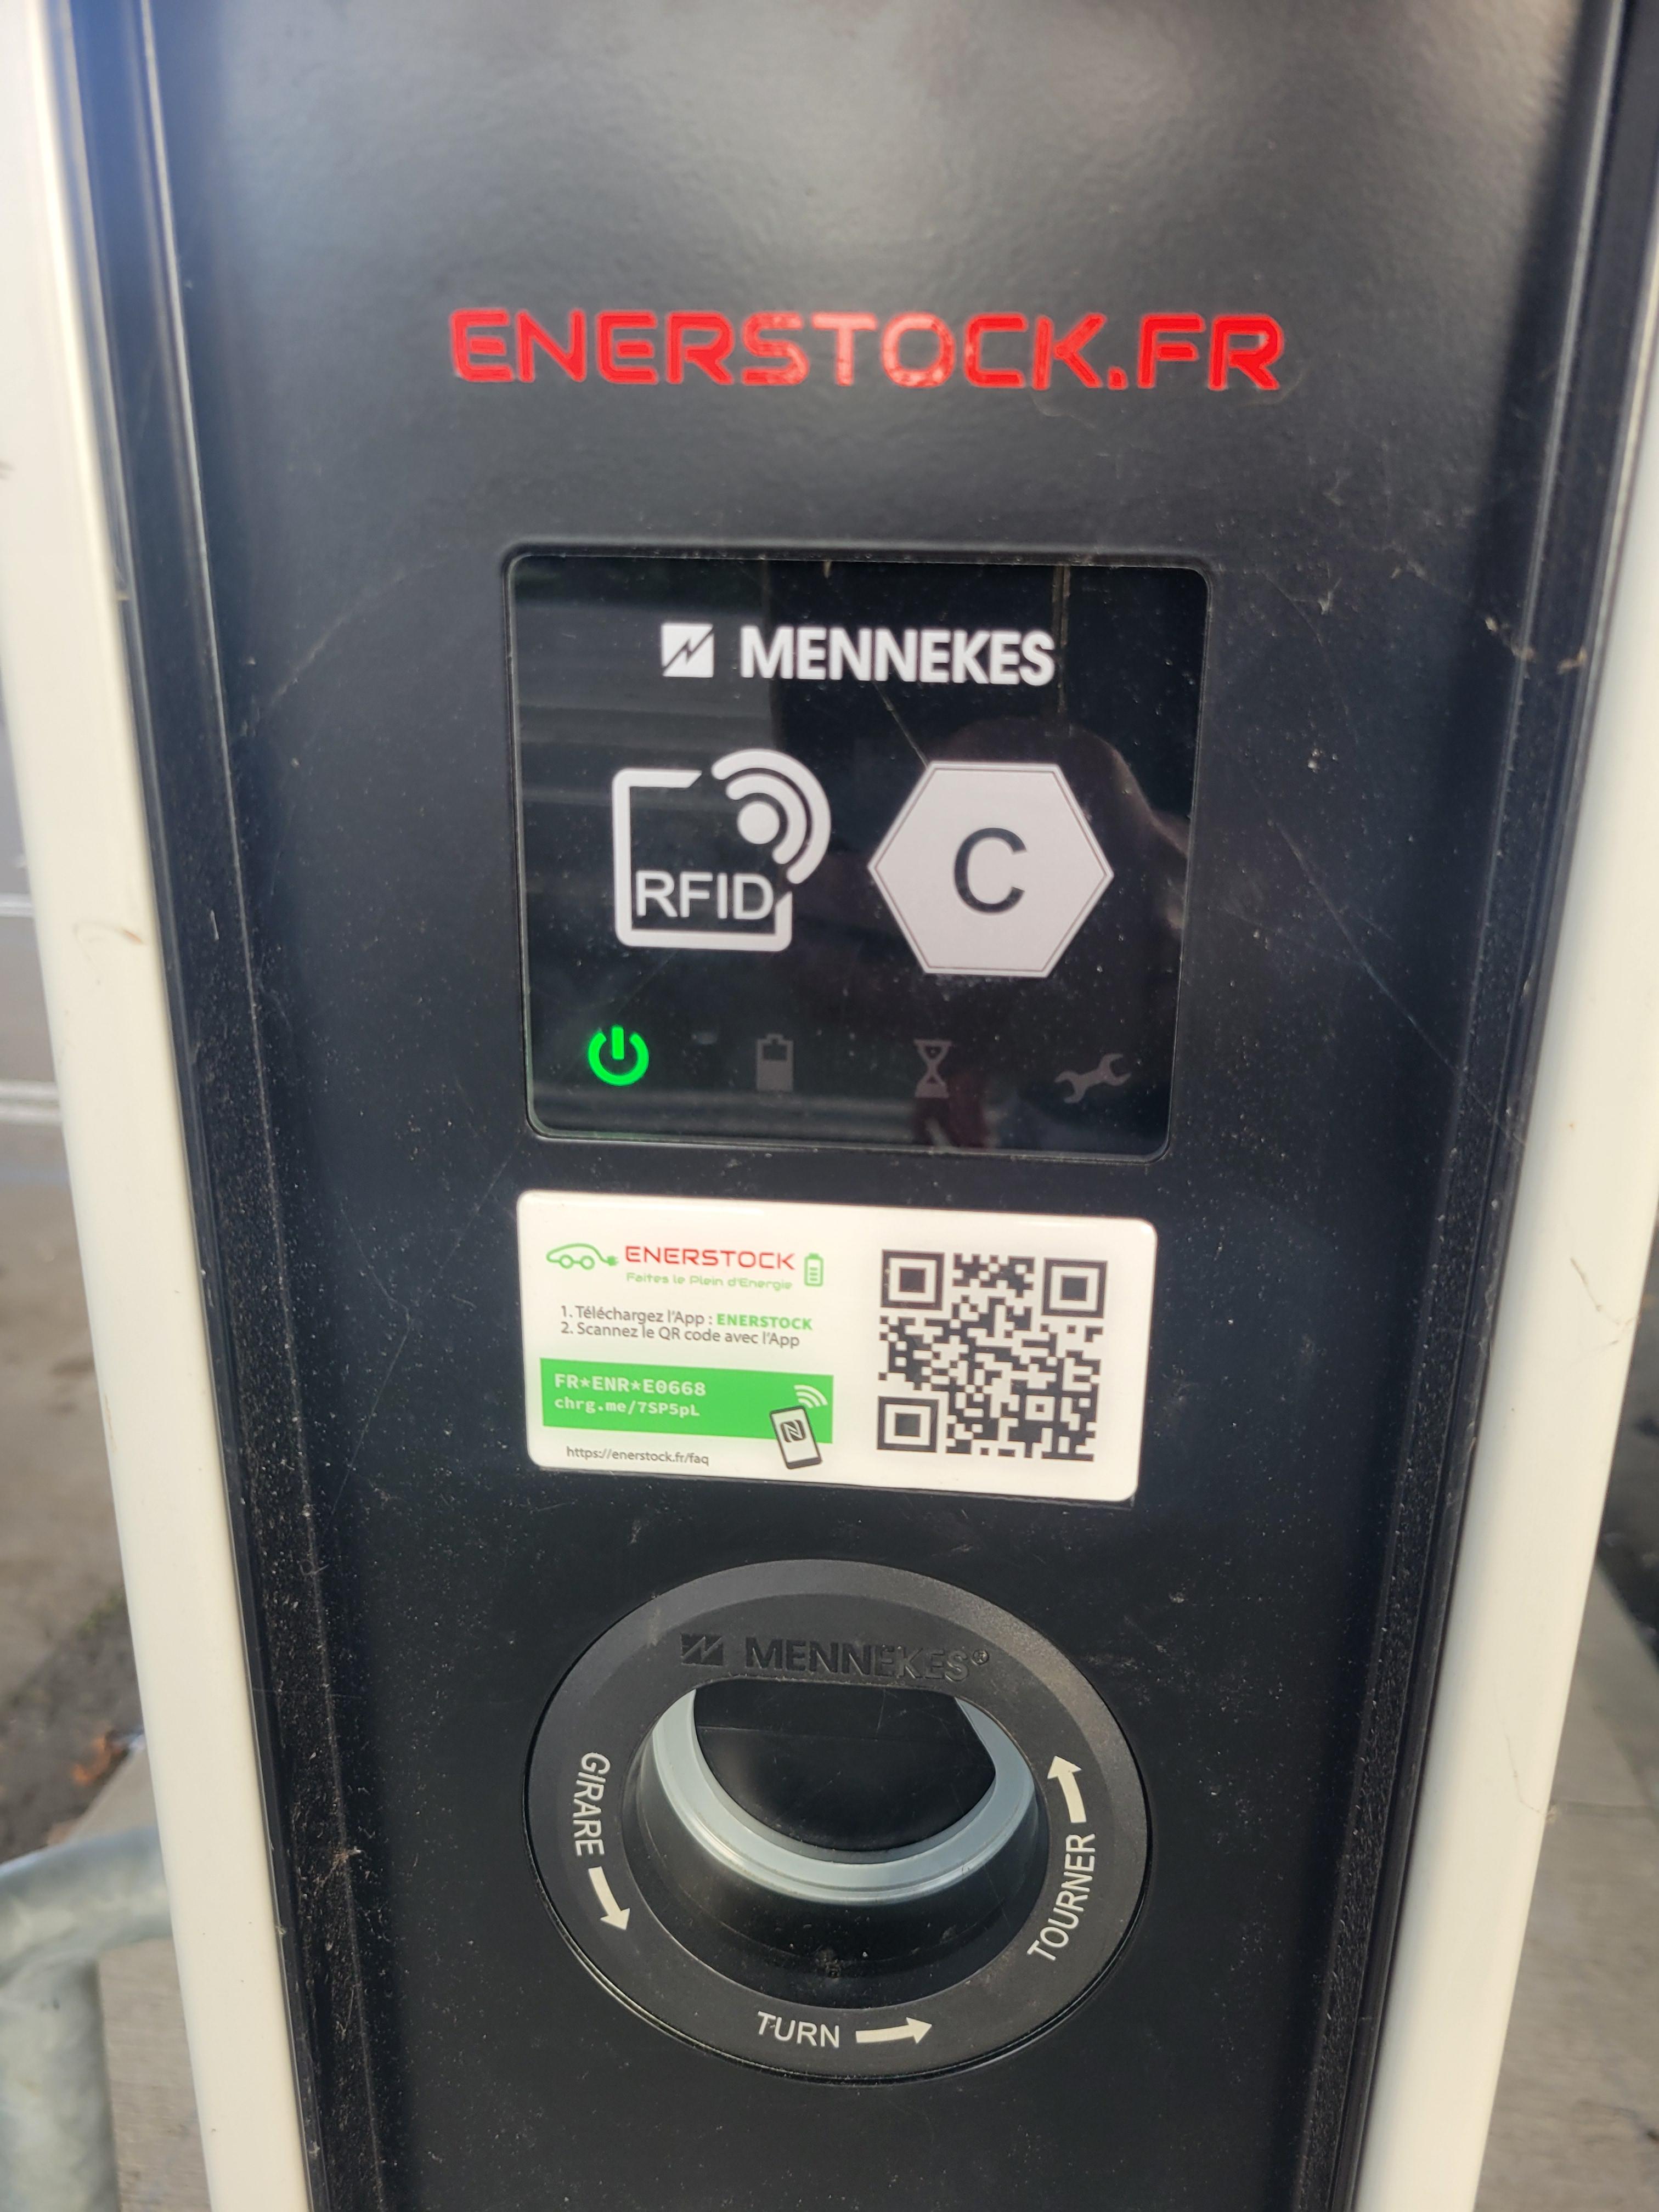 ENERSTOCK.FR
MENNEKES
RFID
C
ENERSTOCK
Faites le Plein d'Energie
1. Téléchargez l'App : ENERSTOCK
2. Scannez le QR code avec l'App
FR*ENR*E0668
chrg.me/7SP5pL
https://enerstock.fr/faq
MENNEKES®
GIRARE
TURN
TOURNER